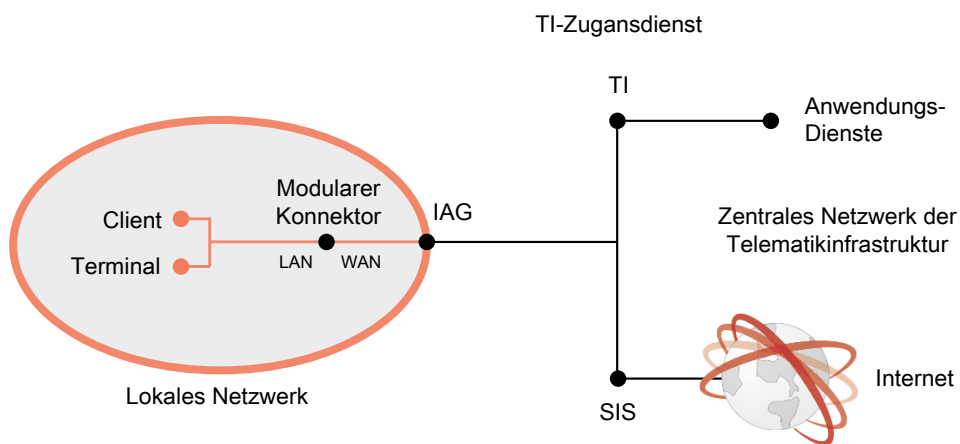 TI-Zugansdienst
TI
Anwendungs-
Dienste
Modularer
Konnektor
IAG
Client
Terminal
LAN
WAN
Zentrales Netzwerk der
Telematikinfrastruktur
Lokales Netzwerk
SIS
Internet